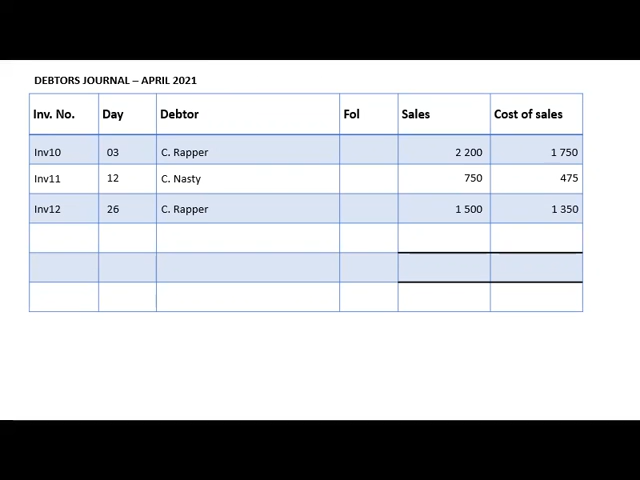 DEBTORS JOURNAL – APRIL 2021
Inv. No. Day Debtor Fol Sales Cost of sales
Inv10 03 C. Rapper 2 200 1 750
Inv11 12 C. Nasty 750 475
Inv12 26 C. Rapper 1 500 1 350